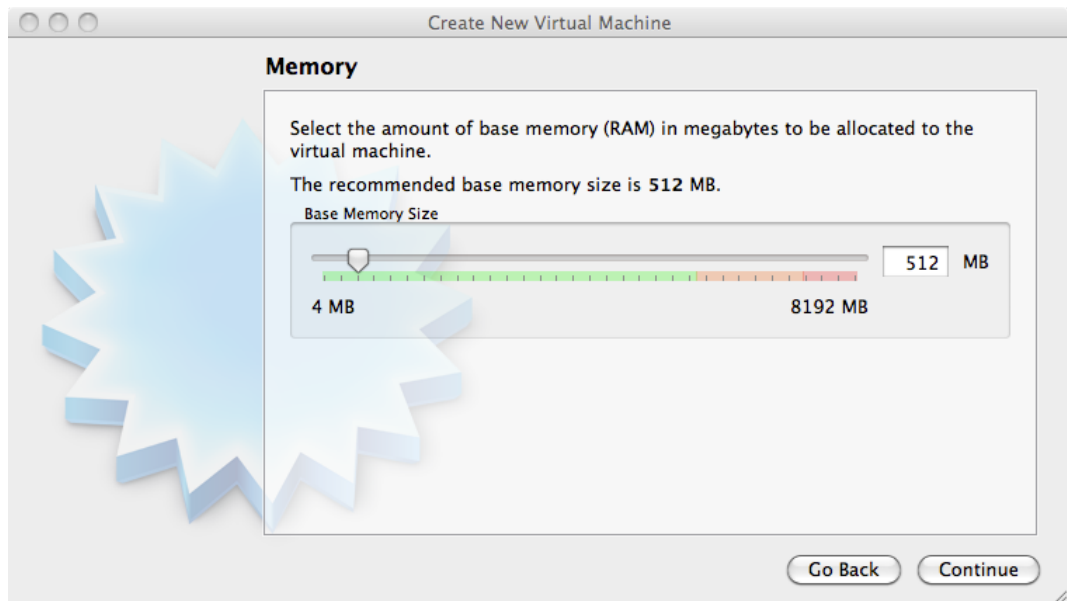 Create New Virtual Machine
Memory
Select the amount of base memory (RAM) in megabytes to be allocated to the
virtual machine.
The recommended base memory size is 512 MB.
Base Memory Size
512 MB
4 MB 8192 MB
Go Back Continue